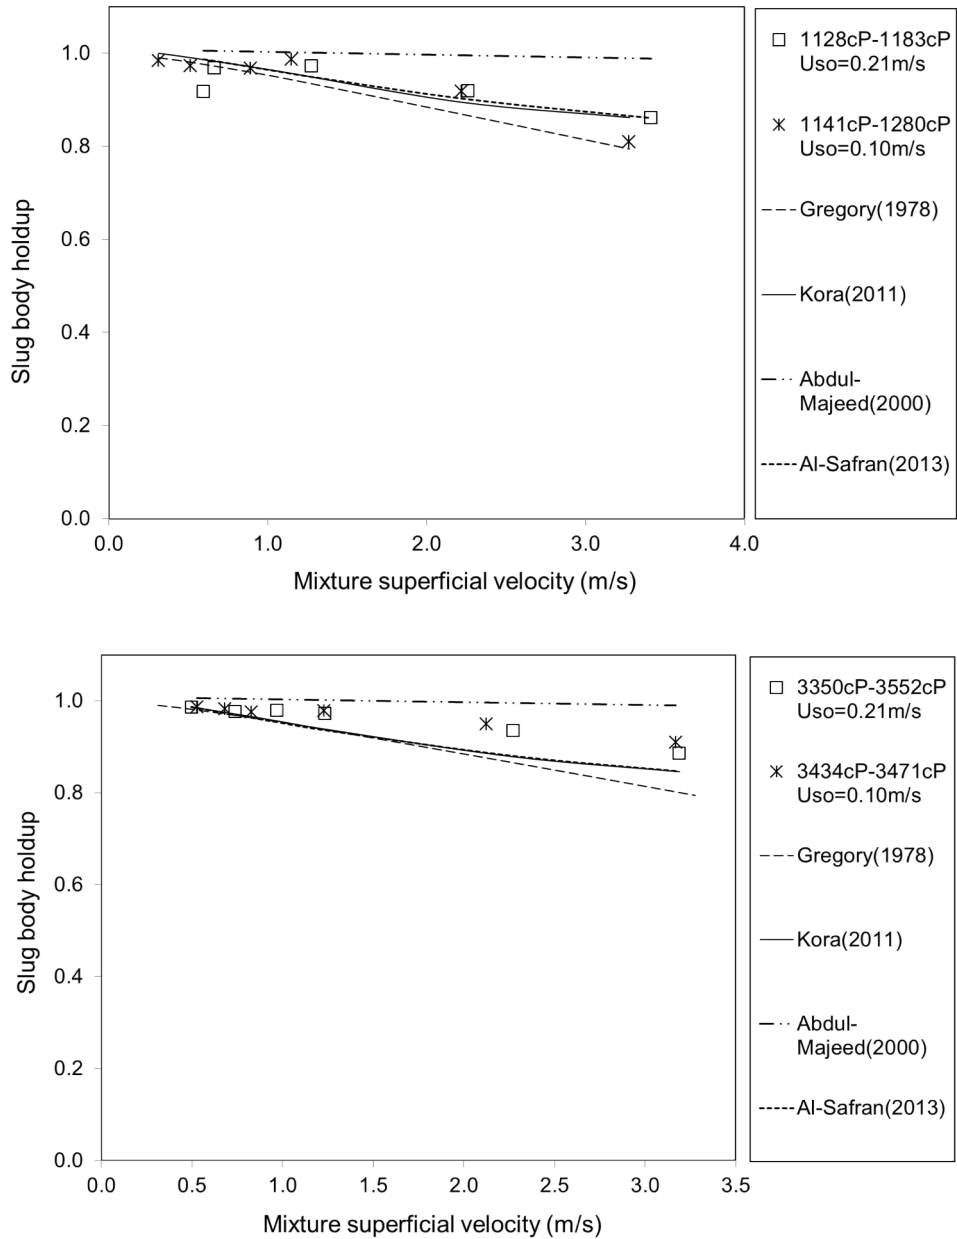 1.0
0.8
0.6
0.4
0.2
0.0
Slug body holdup
0.0 1.0 2.0 3.0 4.0
Mixture superficial velocity (m/s)
1128cP-1183cP
Uso=0.21m/s
1141cP-1280cP
Uso=0.10m/s
Gregory(1978)
Kora(2011)
Abdul-
Majeed(2000)
Al-Safran(2013)
1.0
0.8
0.6
0.4
0.2
0.0
Slug body holdup
0.0 0.5 1.0 1.5 2.0 2.5 3.0 3.5
Mixture superficial velocity (m/s)
3350cP-3552cP
Uso=0.21m/s
3434cP-3471cP
Uso=0.10m/s
Gregory(1978)
Kora(2011)
Abdul-
Majeed(2000)
Al-Safran(2013)